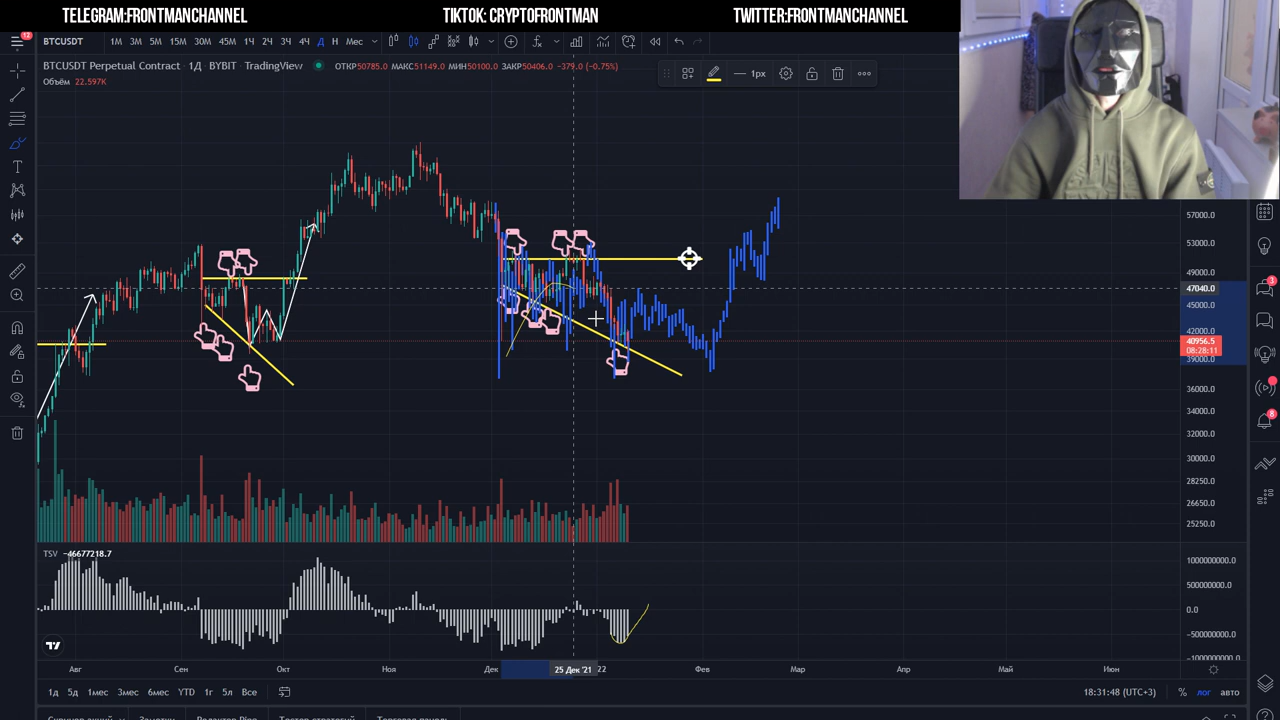 TELEGRAM:FRONTMANCHANNEL TIKTOK: CRYPTOFRONTMAN TWITTER:FRONTMANCHANNEL
12
BTCUSDT 1М 3М 5М 15М 30М 45М 1Ч 2Ч 3Ч 4Ч Д Н Мес
BTCUSDT Perpetual Contract · 1Д · BYBIT · TradingView ОТКР50785.0 МАКС51149.0 МИН50100.0 ЗАКР50406.0 −379.0 (−0.75%)
1px
Объём 22.597K
57000.0
53000.0
49000.0
47040.0
45000.0
42000.0
40956.5
08:28:11
39000.0
36000.0
34000.0
32000.0
30000.0
28250.0
26650.0
25250.0
3
8
TSV −46677218.7
1000000000.0
500000000.0
0.0
−500000000.0
Авг Сен Окт Ноя Дек 25 Дек '21 22 Фев Мар Апр Май Июн
1д 5д 1мес 3мес 6мес YTD 1г 5л Все 18:31:48 (UTC+3) % лог авто